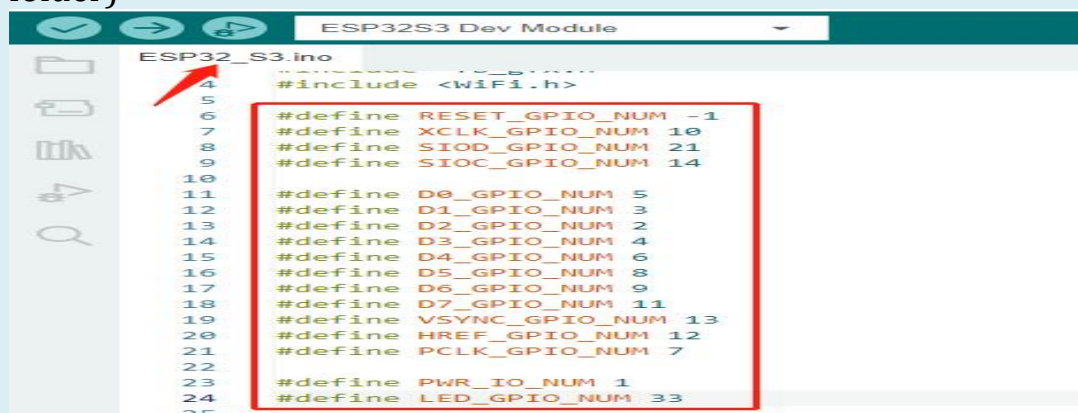 ESP32S3 Dev Module
ESP32_S3.ino
4 #include <WiFi.h>
5
6 #define RESET_GPIO_NUM -1
7 #define XCLK_GPIO_NUM 10
8 #define SIOD_GPIO_NUM 21
9 #define SIOC_GPIO_NUM 14
10
11 #define D0_GPIO_NUM 5
12 #define D1_GPIO_NUM 3
13 #define D2_GPIO_NUM 2
14 #define D3_GPIO_NUM 4
15 #define D4_GPIO_NUM 6
16 #define D5_GPIO_NUM 8
17 #define D6_GPIO_NUM 9
18 #define D7_GPIO_NUM 11
19 #define VSYNC_GPIO_NUM 13
20 #define HREF_GPIO_NUM 12
21 #define PCLK_GPIO_NUM 7
22
23 #define PWR_IO_NUM 1
24 #define LED_GPIO_NUM 33